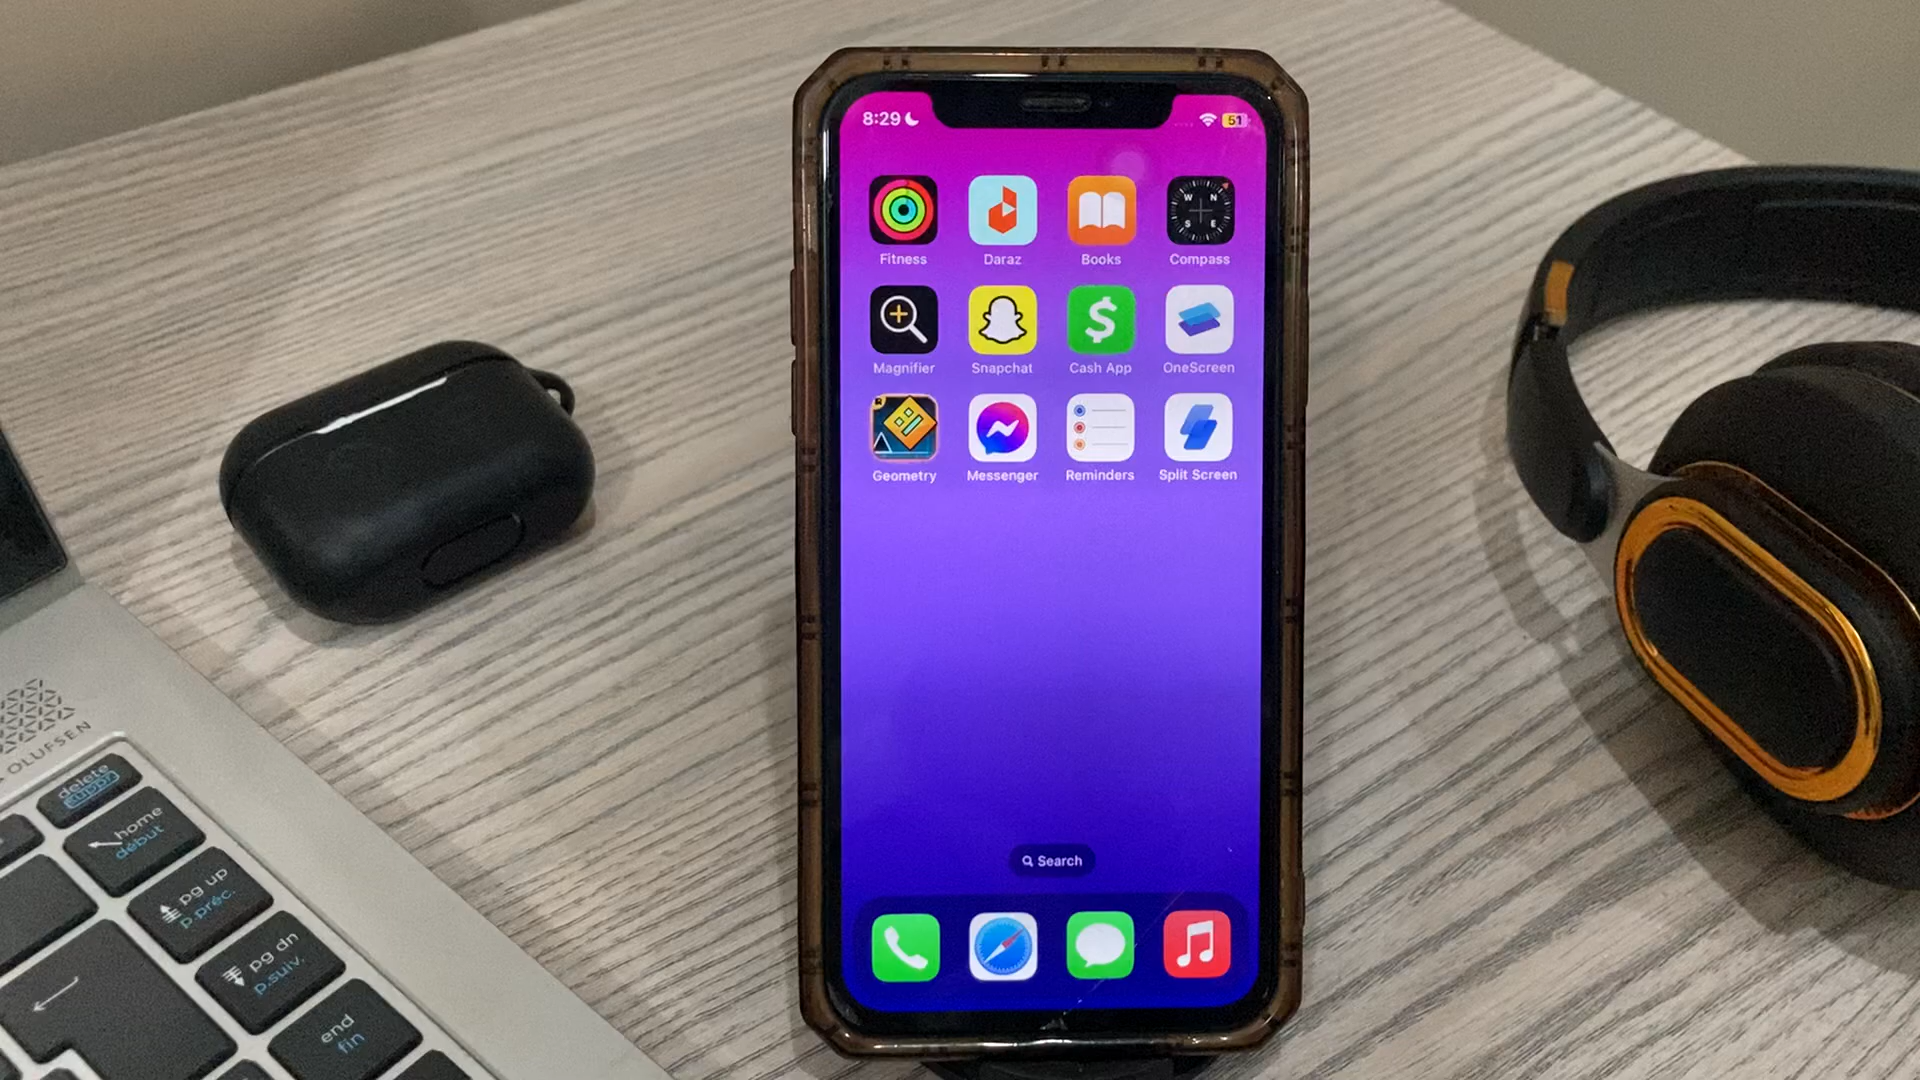 8:29
51
W N
S E
Fitness Daraz Books Compass
Magnifier Snapchat Cash App OneScreen
Geometry Messenger Reminders Split Screen
Search
OLUFSEN
delete
suppr
home
début
pg up
p.préc.
pg dn
p.suiv.
end
fin